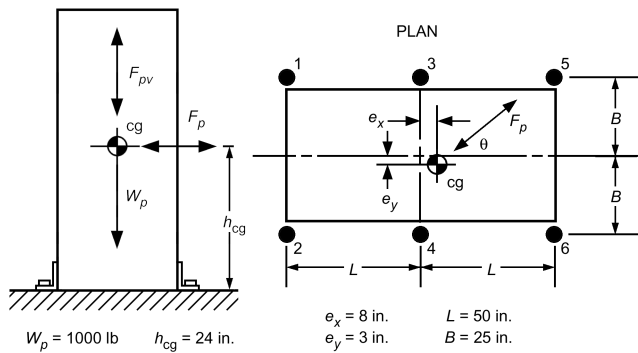 PLAN
F_pv
cg
F_p
W_p
h_cg
1
3
5
e_x
F_p
θ
cg
e_y
B
B
2
4
6
L
L
W_p = 1000 lb h_cg = 24 in.
e_x = 8 in. L = 50 in.
e_y = 3 in. B = 25 in.